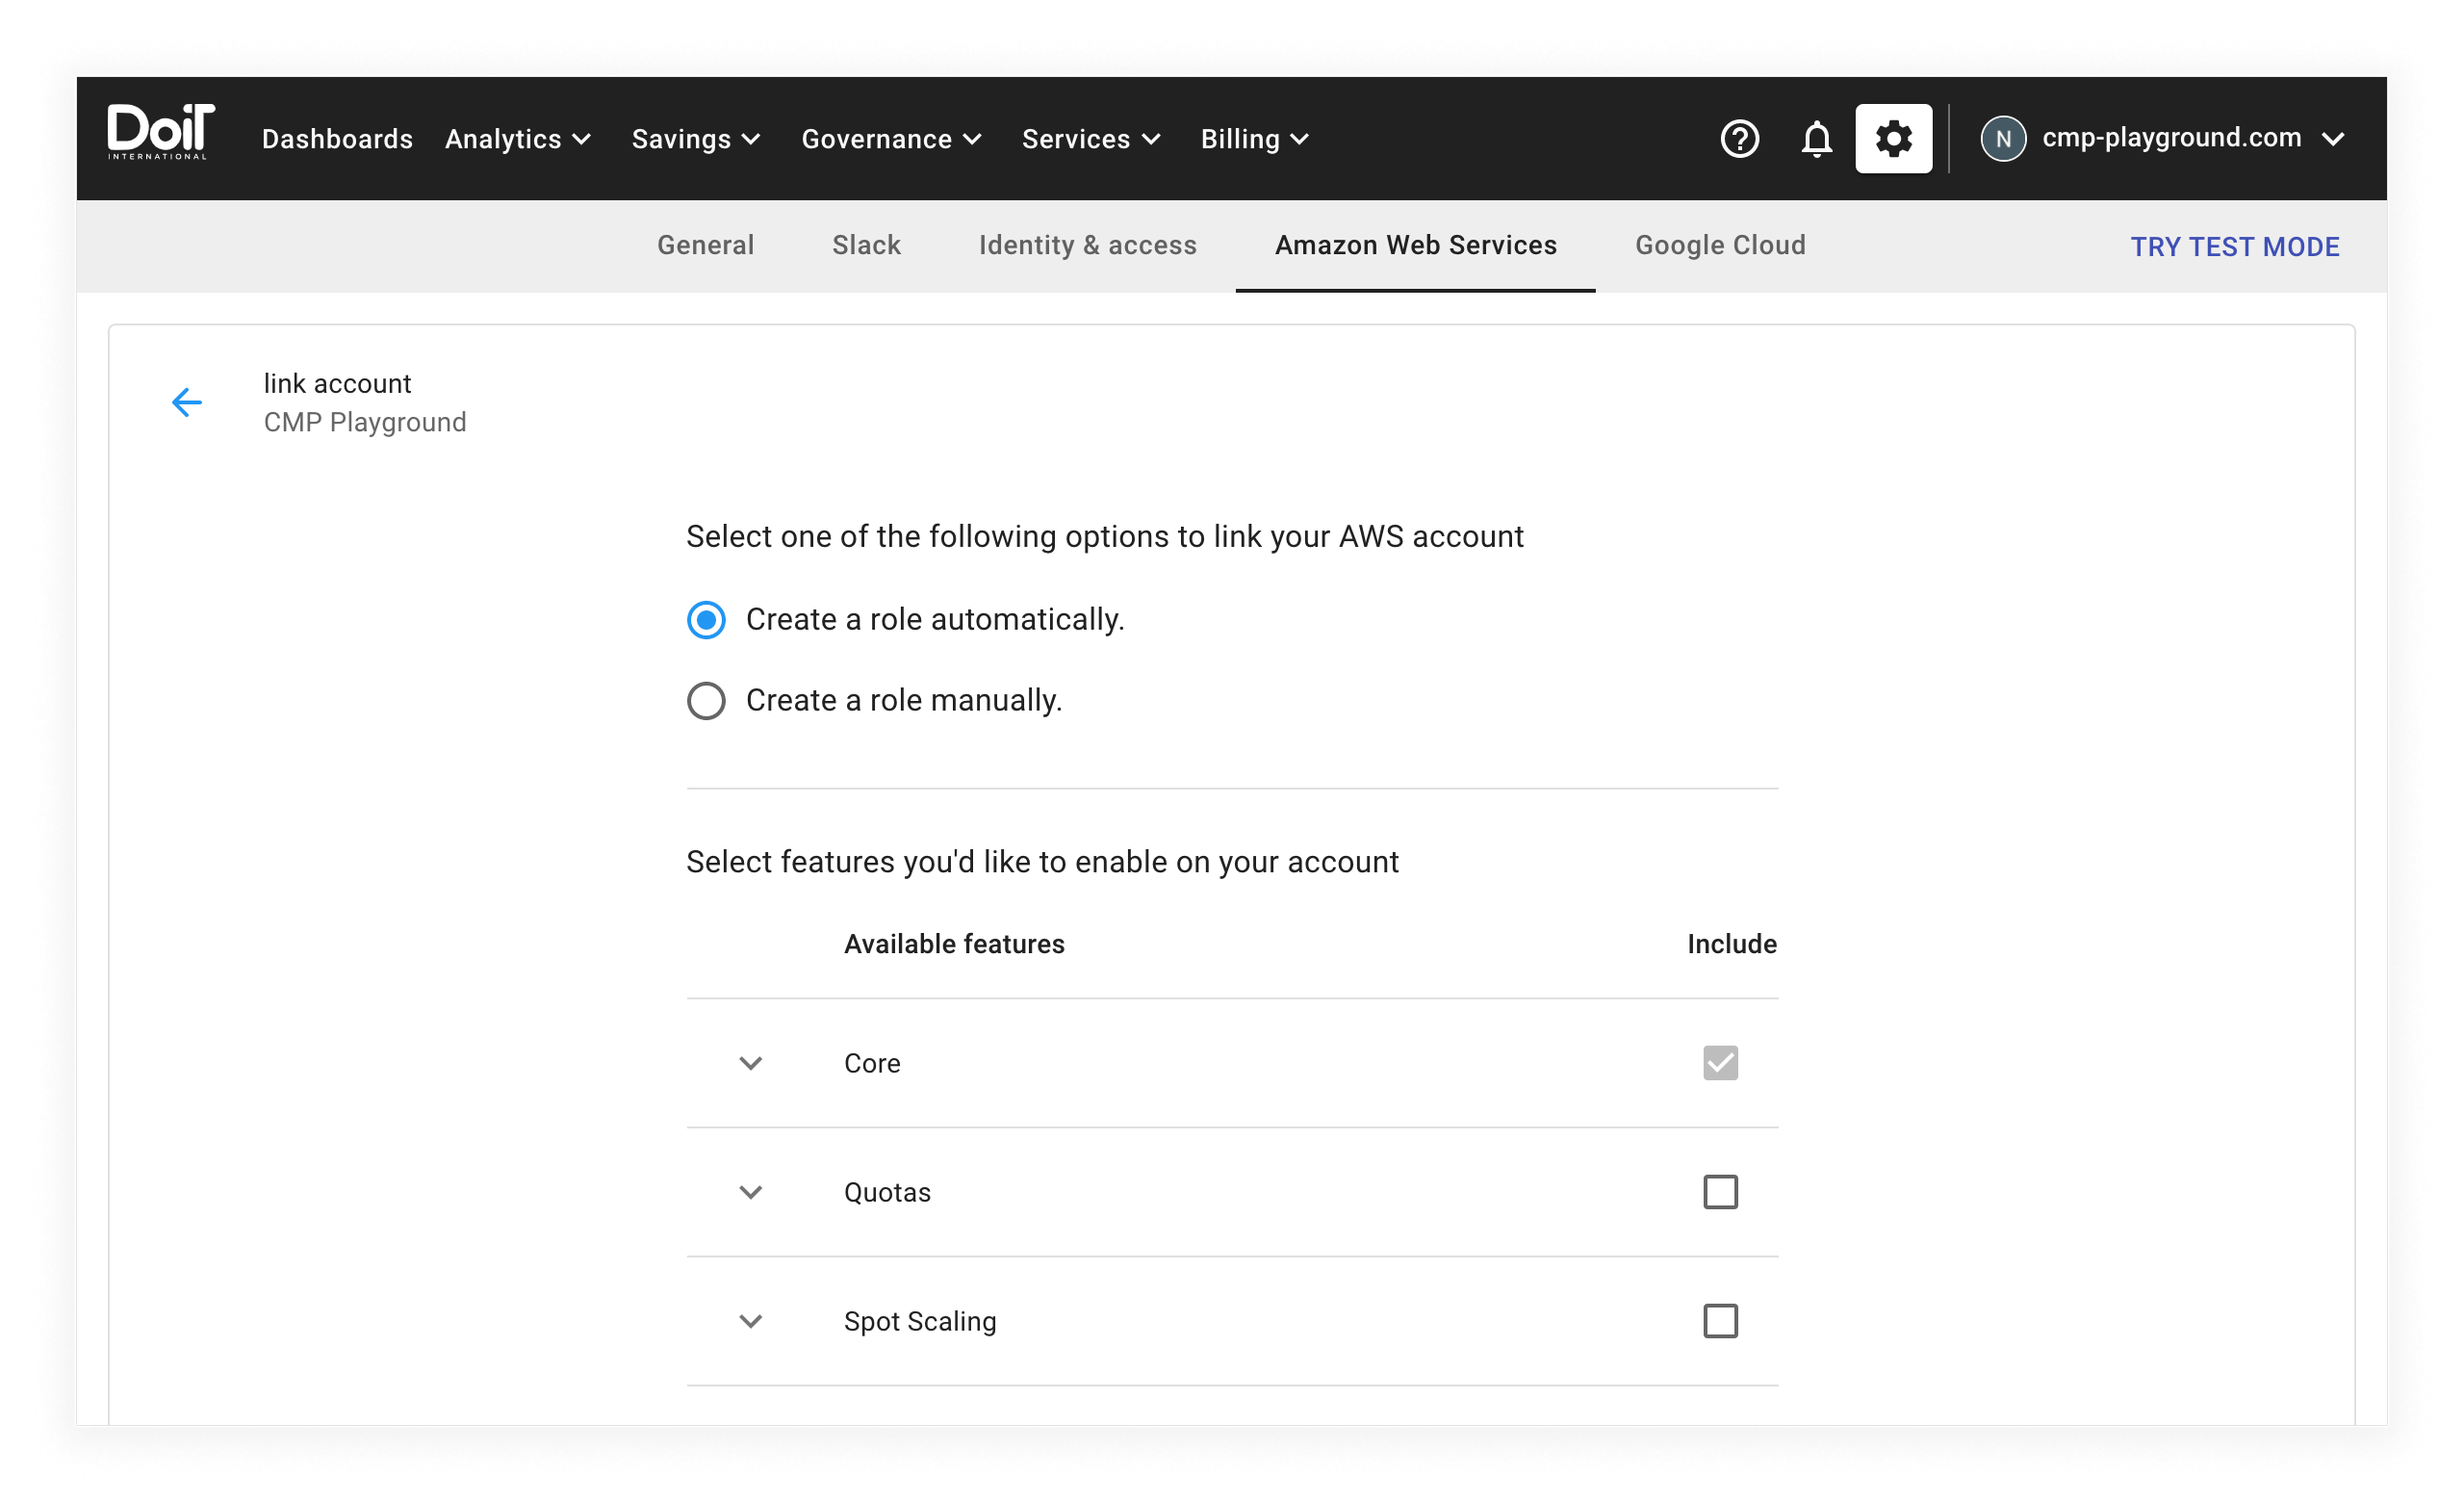 DoiT
INTERNATIONAL
Dashboards Analytics Savings Governance Services Billing N cmp-playground.com
General Slack Identity & access Amazon Web Services Google Cloud TRY TEST MODE
link account
CMP Playground
Select one of the following options to link your AWS account
Create a role automatically.
Create a role manually.
Select features you'd like to enable on your account
Available features Include
Core
Quotas
Spot Scaling